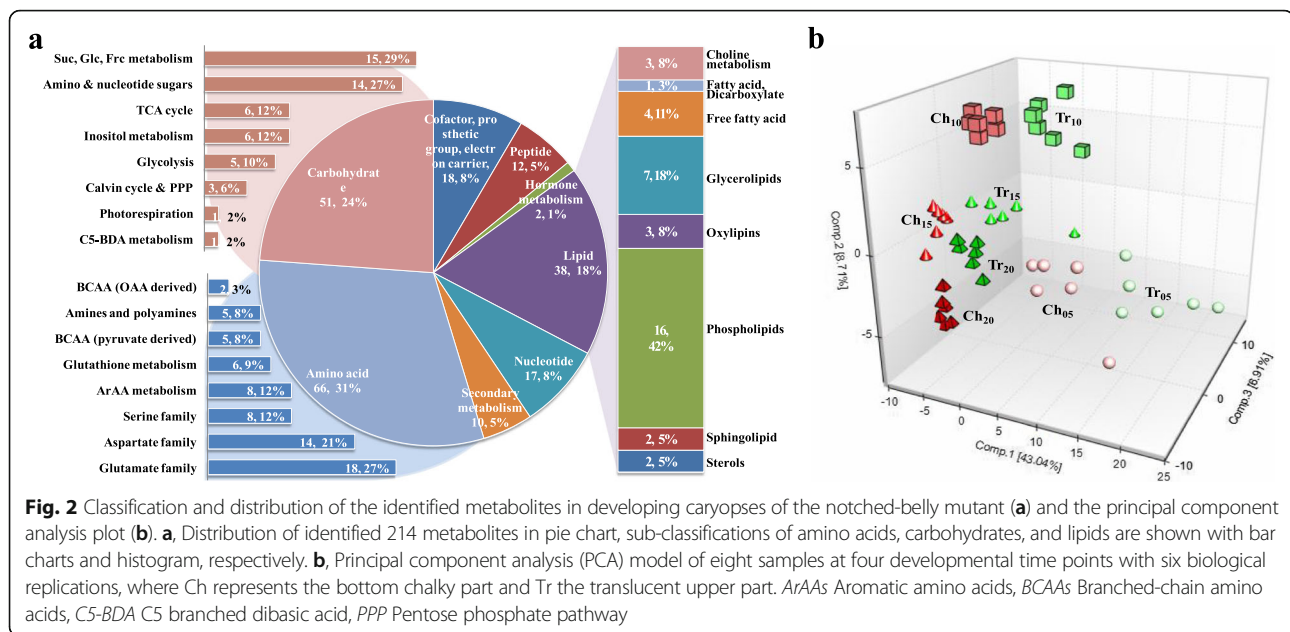 a
Suc, Glc, Frc metabolism
15, 29%
Amino & nucleotide sugars
14, 27%
TCA cycle
6, 12%
Inositol metabolism
6, 12%
Glycolysis
5, 10%
Calvin cycle & PPP
3, 6%
Photorespiration
1 2%
C5-BDA metabolism
1 2%
BCAA (OAA derived)
2, 3%
Amines and polyamines
5, 8%
BCAA (pyruvate derived)
5, 8%
Glutathione metabolism
6, 9%
ArAA metabolism
8, 12%
Serine family
8, 12%
Aspartate family
14, 21%
Glutamate family
18, 27%
Carbohydrat
e
51, 24%
Cofactor, pro
sthetic
group, electr
on carrier,
18, 8%
Peptide
12, 5%
Hormone
metabolism
2, 1%
Lipid
38, 18%
Nucleotide
17, 8%
Secondary
metabolism
10, 5%
Amino acid
66, 31%
3, 8%
Choline
metabolism
1, 3%
Fatty acid,
Dicarboxylate
4, 11%
Free fatty acid
7, 18%
Glycerolipids
3, 8%
Oxylipins
16,
42%
Phospholipids
2, 5%
Sphingolipid
2, 5%
Sterols
b
Ch10
Tr10
Tr15
Ch15
Tr20
Ch20
Ch05
Tr05
Comp.2 [8.71%]
5
0
-5
Comp.1 [43.04%]
-10
-5
0
5
10
15
20
25
Comp.3 [6.91%]
10
0
-10
Fig. 2 Classification and distribution of the identified metabolites in developing caryopses of the notched-belly mutant (a) and the principal component
analysis plot (b). a, Distribution of identified 214 metabolites in pie chart, sub-classifications of amino acids, carbohydrates, and lipids are shown with bar
charts and histogram, respectively. b, Principal component analysis (PCA) model of eight samples at four developmental time points with six biological
replications, where Ch represents the bottom chalky part and Tr the translucent upper part. ArAAs Aromatic amino acids, BCAAs Branched-chain amino
acids, C5-BDA C5 branched dibasic acid, PPP Pentose phosphate pathway